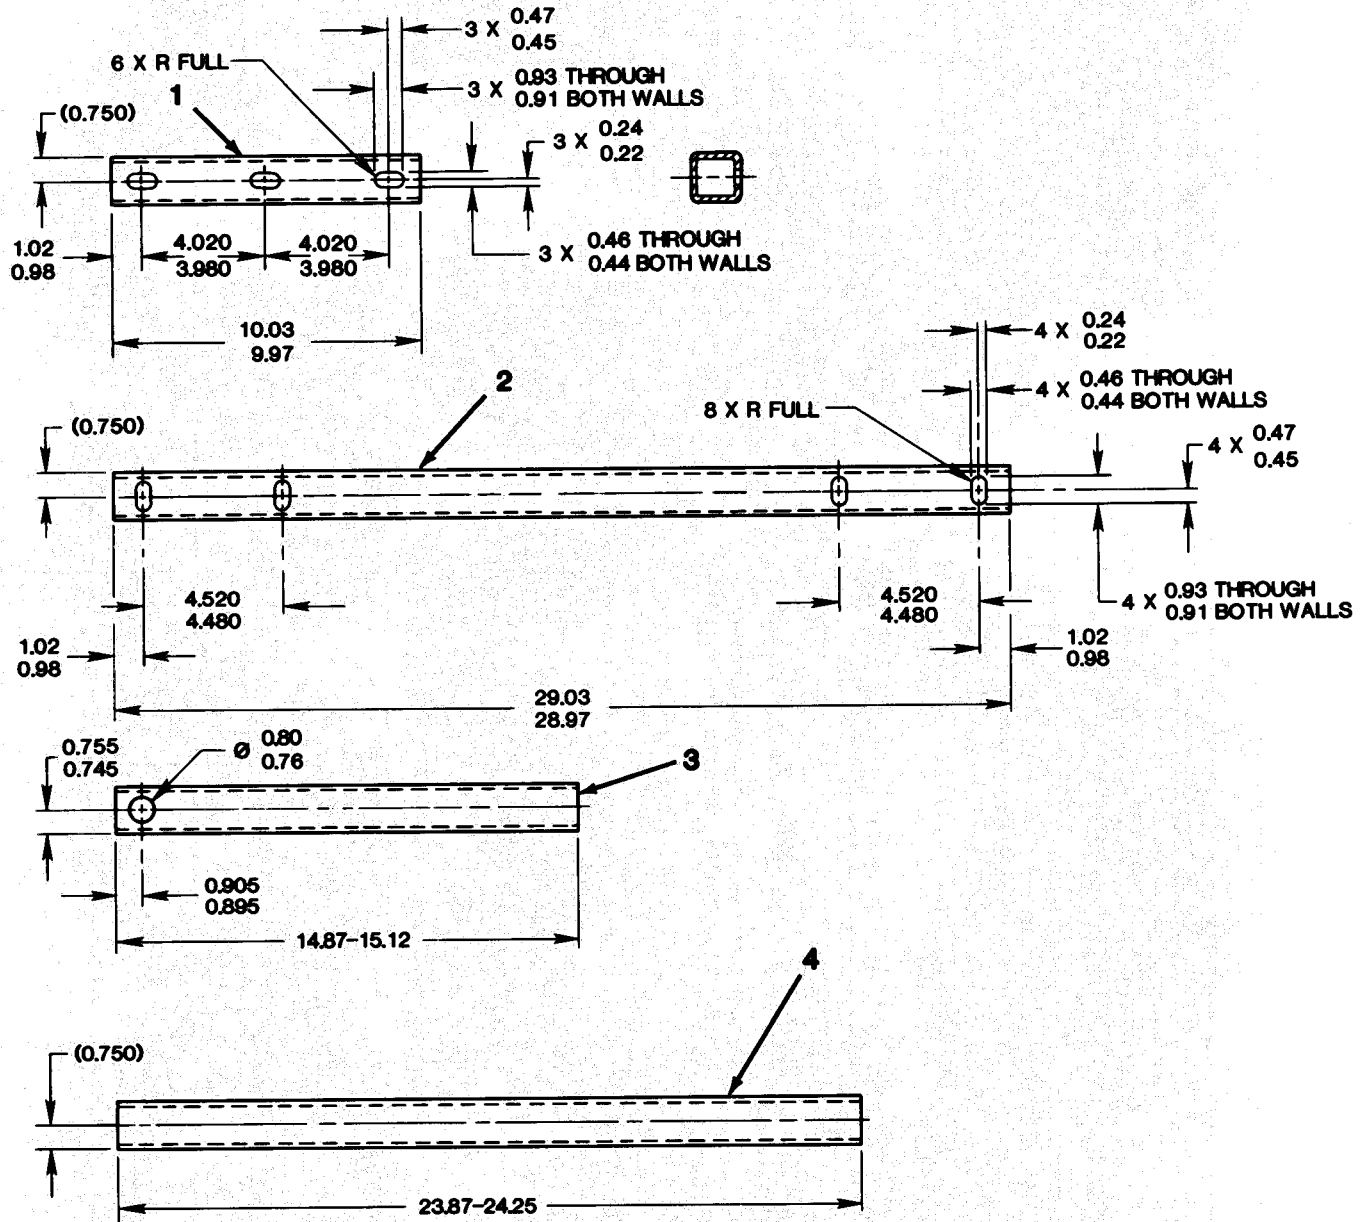 3 X 0.47
0.45
6 X R FULL
3 X 0.93 THROUGH
0.91 BOTH WALLS
1
(0.750)
3 X 0.24
0.22
1.02
0.98
4.020
3.980
4.020
3.980
3 X 0.46 THROUGH
0.44 BOTH WALLS
10.03
9.97
4 X 0.24
0.22
2
4 X 0.46 THROUGH
0.44 BOTH WALLS
8 X R FULL
(0.750)
4 X 0.47
0.45
4.520
4.480
4.520
4.480
4 X 0.93 THROUGH
0.91 BOTH WALLS
1.02
0.98
1.02
0.98
29.03
28.97
0.755
0.745
Ø 0.80
0.76
3
0.905
0.895
14.87-15.12
4
(0.750)
23.87-24.25